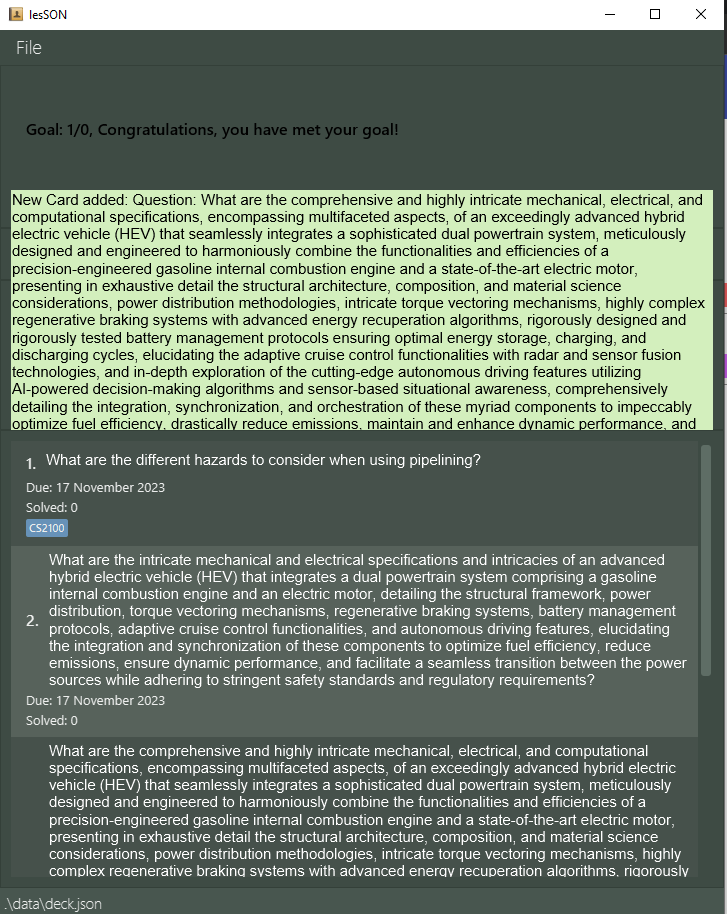 lesSON
File
Goal: 1/0, Congratulations, you have met your goal!
New Card added: Question: What are the comprehensive and highly intricate mechanical, electrical, and
computational specifications, encompassing multifaceted aspects, of an exceedingly advanced hybrid
electric vehicle (HEV) that seamlessly integrates a sophisticated dual powertrain system, meticulously
designed and engineered to harmoniously combine the functionalities and efficiencies of a
precision-engineered gasoline internal combustion engine and a state-of-the-art electric motor,
presenting in exhaustive detail the structural architecture, composition, and material science
considerations, power distribution methodologies, intricate torque vectoring mechanisms, highly complex
regenerative braking systems with advanced energy recuperation algorithms, rigorously designed and
rigorously tested battery management protocols ensuring optimal energy storage, charging, and
discharging cycles, elucidating the adaptive cruise control functionalities with radar and sensor fusion
technologies, and in-depth exploration of the cutting-edge autonomous driving features utilizing
AI-powered decision-making algorithms and sensor-based situational awareness, comprehensively
detailing the integration, synchronization, and orchestration of these myriad components to impeccably
optimize fuel efficiency, drastically reduce emissions, maintain and enhance dynamic performance, and
1. What are the different hazards to consider when using pipelining?
Due: 17 November 2023
Solved: 0
CS2100
What are the intricate mechanical and electrical specifications and intricacies of an advanced
hybrid electric vehicle (HEV) that integrates a dual powertrain system comprising a gasoline
internal combustion engine and an electric motor, detailing the structural framework, power
2. distribution, torque vectoring mechanisms, regenerative braking systems, battery management
protocols, adaptive cruise control functionalities, and autonomous driving features, elucidating
the integration and synchronization of these components to optimize fuel efficiency, reduce
emissions, ensure dynamic performance, and facilitate a seamless transition between the power
sources while adhering to stringent safety standards and regulatory requirements?
Due: 17 November 2023
Solved: 0
What are the comprehensive and highly intricate mechanical, electrical, and computational
specifications, encompassing multifaceted aspects, of an exceedingly advanced hybrid electric
vehicle (HEV) that seamlessly integrates a sophisticated dual powertrain system, meticulously
designed and engineered to harmoniously combine the functionalities and efficiencies of a
precision-engineered gasoline internal combustion engine and a state-of-the-art electric motor,
presenting in exhaustive detail the structural architecture, composition, and material science
considerations, power distribution methodologies, intricate torque vectoring mechanisms, highly
complex regenerative braking systems with advanced energy recuperation algorithms, rigorously
.\data\deck.json